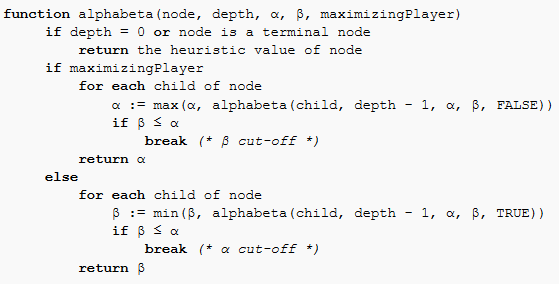 function alphabeta(node, depth, α, β, maximizingPlayer)
if depth = 0 or node is a terminal node
return the heuristic value of node
if maximizingPlayer
for each child of node
α := max(α, alphabeta(child, depth - 1, α, β, FALSE))
if β ≤ α
break (* β cut-off *)
return α
else
for each child of node
β := min(β, alphabeta(child, depth - 1, α, β, TRUE))
if β ≤ α
break (* α cut-off *)
return β